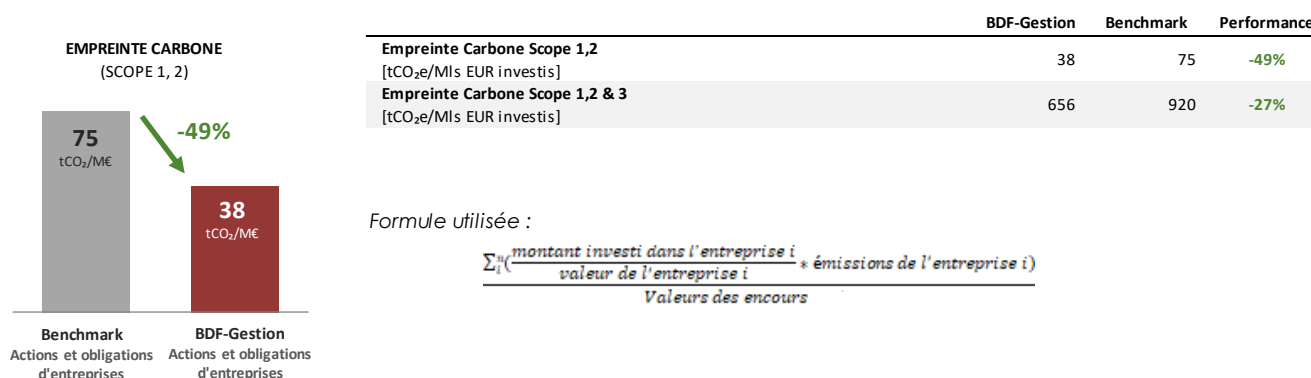 EMPREINTE CARBONE
(SCOPE 1, 2)
75
tCO₂/M€
-49%
38
tCO₂/M€
Benchmark
Actions et obligations
d'entreprises
BDF-Gestion
Actions et obligations
d'entreprises
BDF-Gestion Benchmark Performance
Empreinte Carbone Scope 1,2
[tCO₂e/Mls EUR investis] 38 75 -49%
Empreinte Carbone Scope 1,2 & 3
[tCO₂e/Mls EUR investis] 656 920 -27%
Formule utilisée :
montant investi dans l'entreprise i
∑ⁿᵢ( * émissions de l'entreprise i)
valeur de l'entreprise i
Valeurs des encours